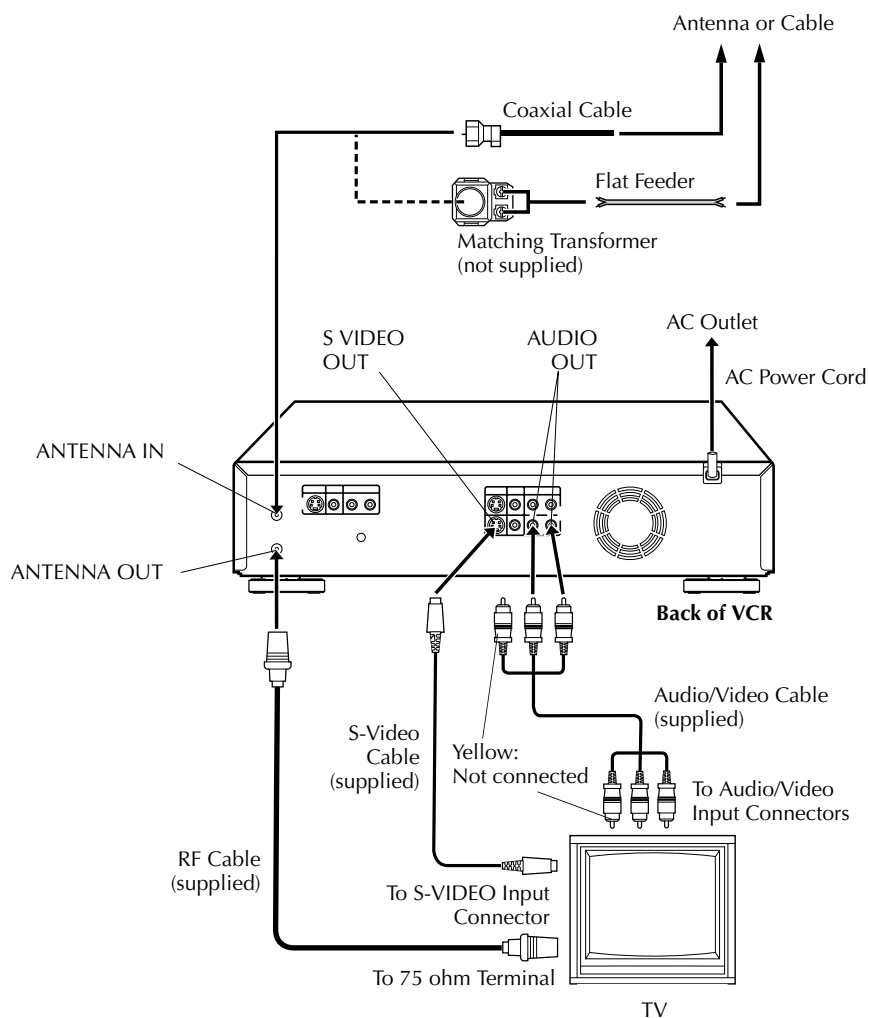 Antenna or Cable
Coaxial Cable
Flat Feeder
Matching Transformer
(not supplied)
S VIDEO
OUT
AUDIO
OUT
AC Outlet
AC Power Cord
ANTENNA IN
ANTENNA OUT
Back of VCR
Audio/Video Cable
(supplied)
S-Video
Cable
(supplied)
Yellow:
Not connected
To Audio/Video
Input Connectors
RF Cable
(supplied)
To S-VIDEO Input
Connector
To 75 ohm Terminal
TV